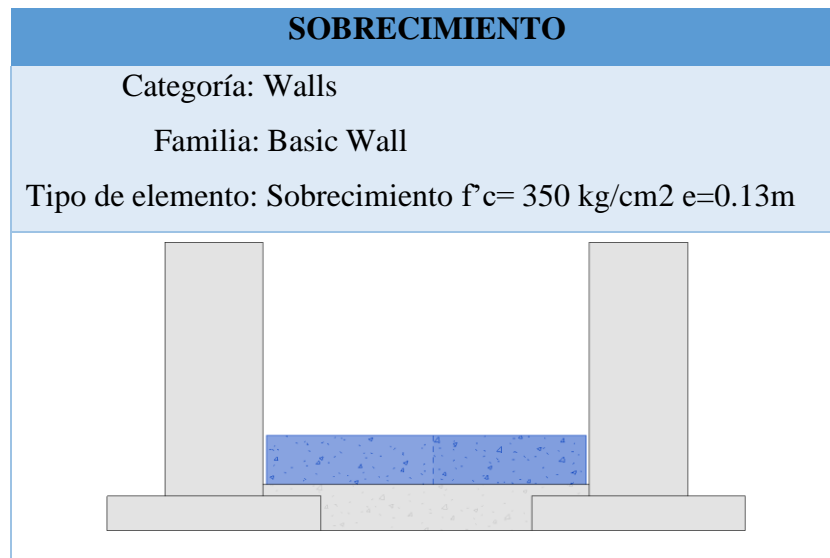 SOBRECIMIENTO
Categoría: Walls
Familia: Basic Wall
Tipo de elemento: Sobrecimiento f’c= 350 kg/cm2 e=0.13m